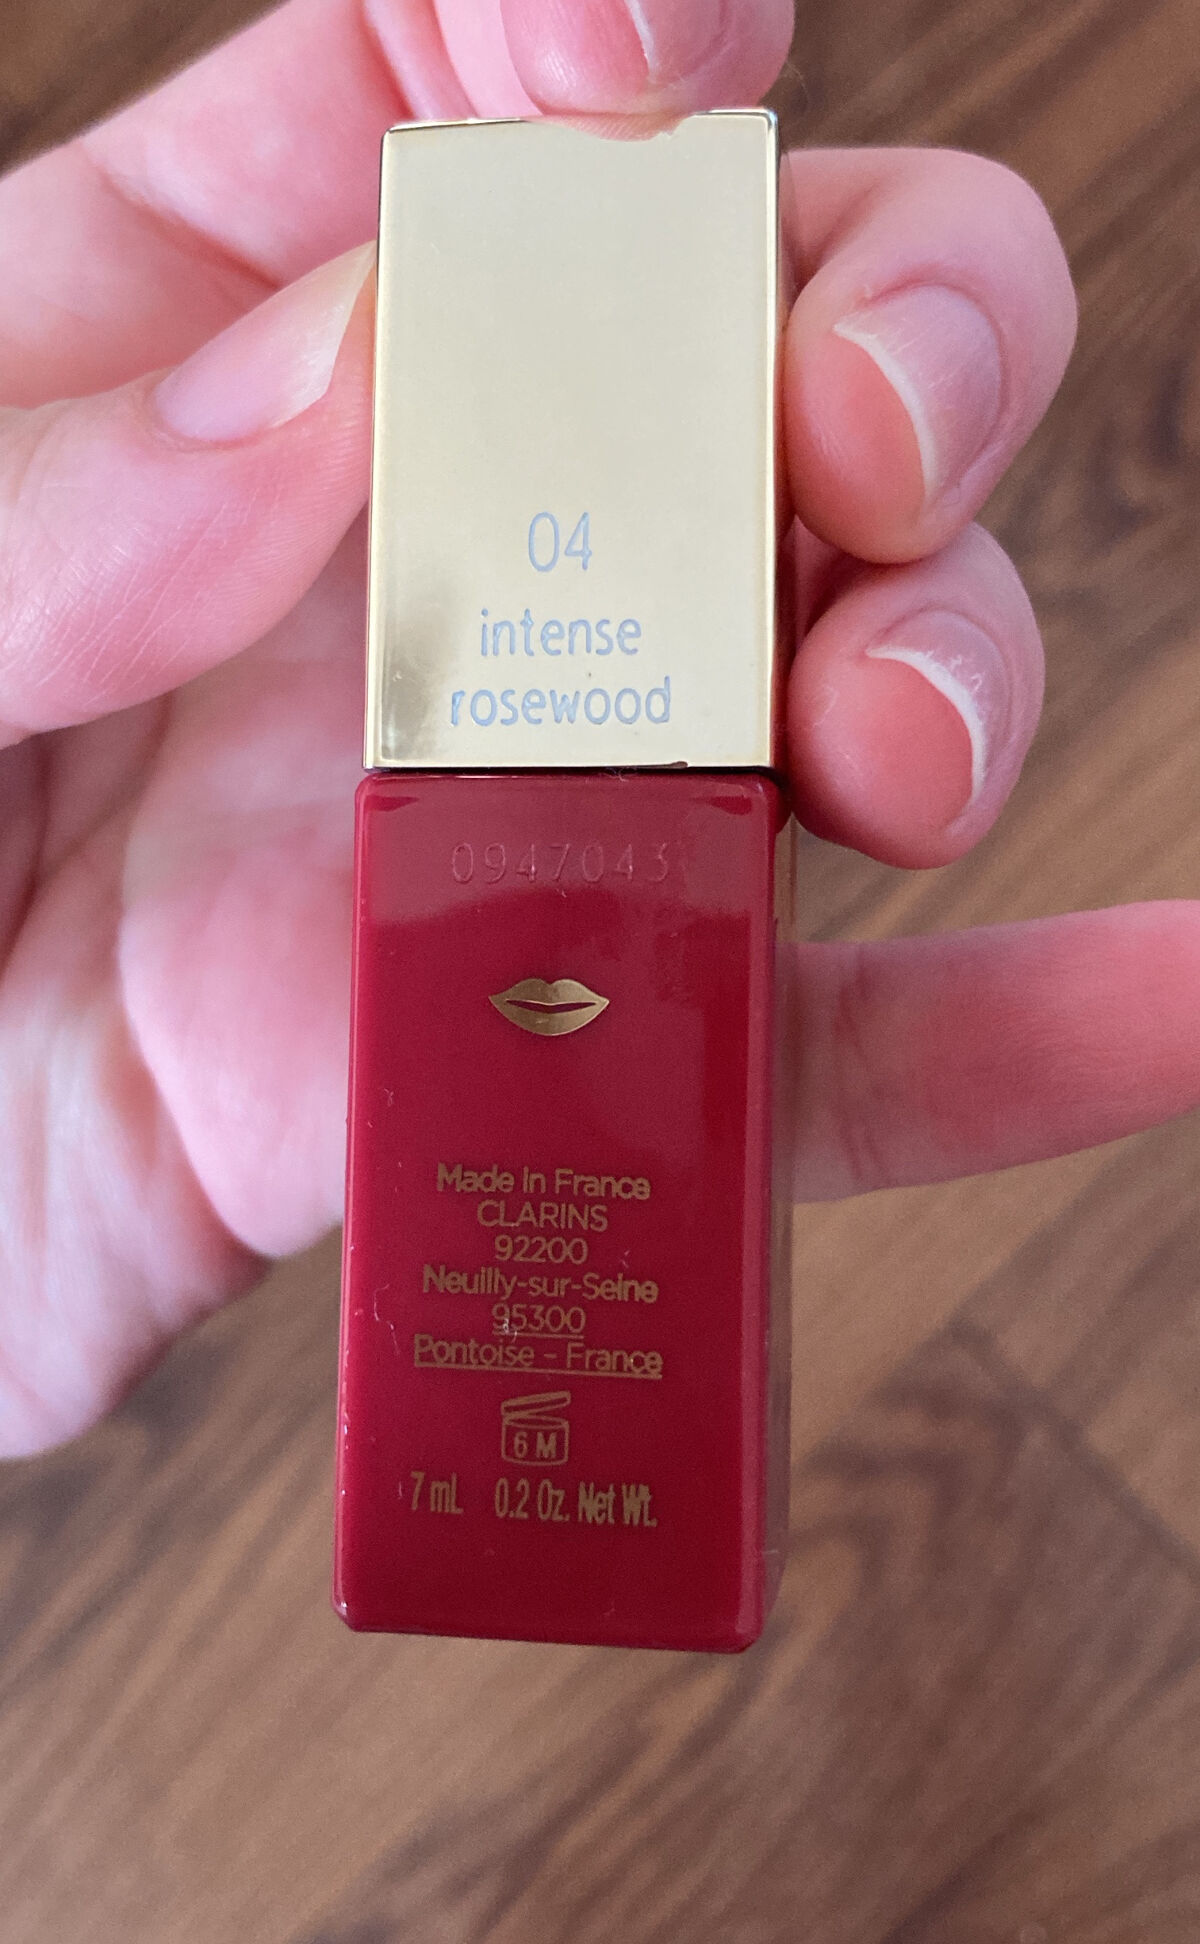 04
intense
rosewood
0947043
Made in France
CLARINS
92200
Neuilly-sur-Seine
95300
Pontoise - France
6 M
7 mL 0.2 Oz. Net Wt.